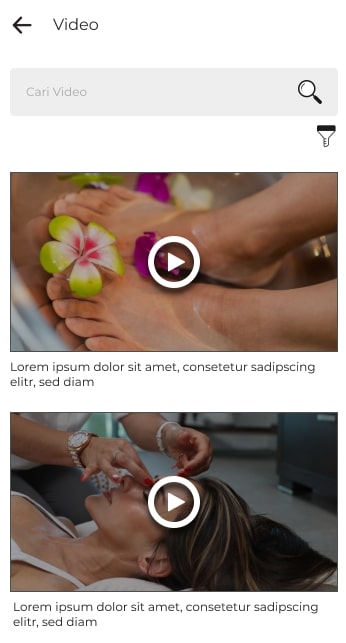 Video
Cari Video
Lorem ipsum dolor sit amet, consetetur sadipscing
elitr, sed diam
Lorem ipsum dolor sit amet, consetetur sadipscing
elitr, sed diam